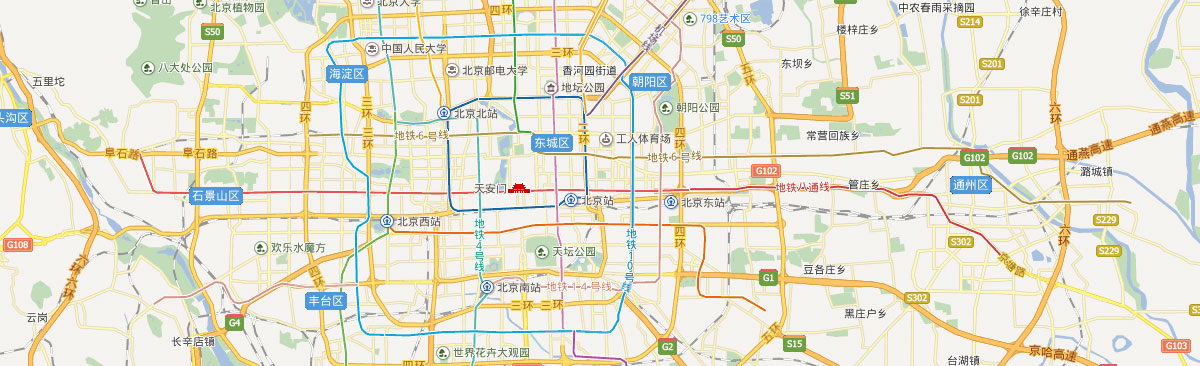 北京植物园
北京大学
四环
798艺术区
中农春雨采摘园
徐辛庄村
S50
中国人民大学
三环
机场线
S50
S214
楼梓庄乡
八大处公园
海淀区
北京邮电大学
香河园街道
朝阳区
五环
东坝乡
S201
五里坨
地坛公园
S51
S201
头沟区
四环
三环
北京北站
朝阳公园
六环
通燕高速
地铁6号线
三环
东城区
二环
工人体育场
四环
常营回族乡
阜石路
阜石路
地铁6号线
G102
G102
通燕高速
G102
潞城镇
石景山区
天安门
北京站
北京东站
地铁八通线
管庄乡
通州区
北京西站
S229
G108
欢乐水魔方
地铁4号线
天坛公园
地铁10号线
四环
S302
六环
S229
京塘路
六环
四环
豆各庄乡
G1
北京南站
地铁14号线
丰台区
三环
三环
S302
云岗
G4
黑庄户乡
五环
长辛店镇
世界花卉大观园
G2
S15
京哈高速
G103
四环
台湖镇